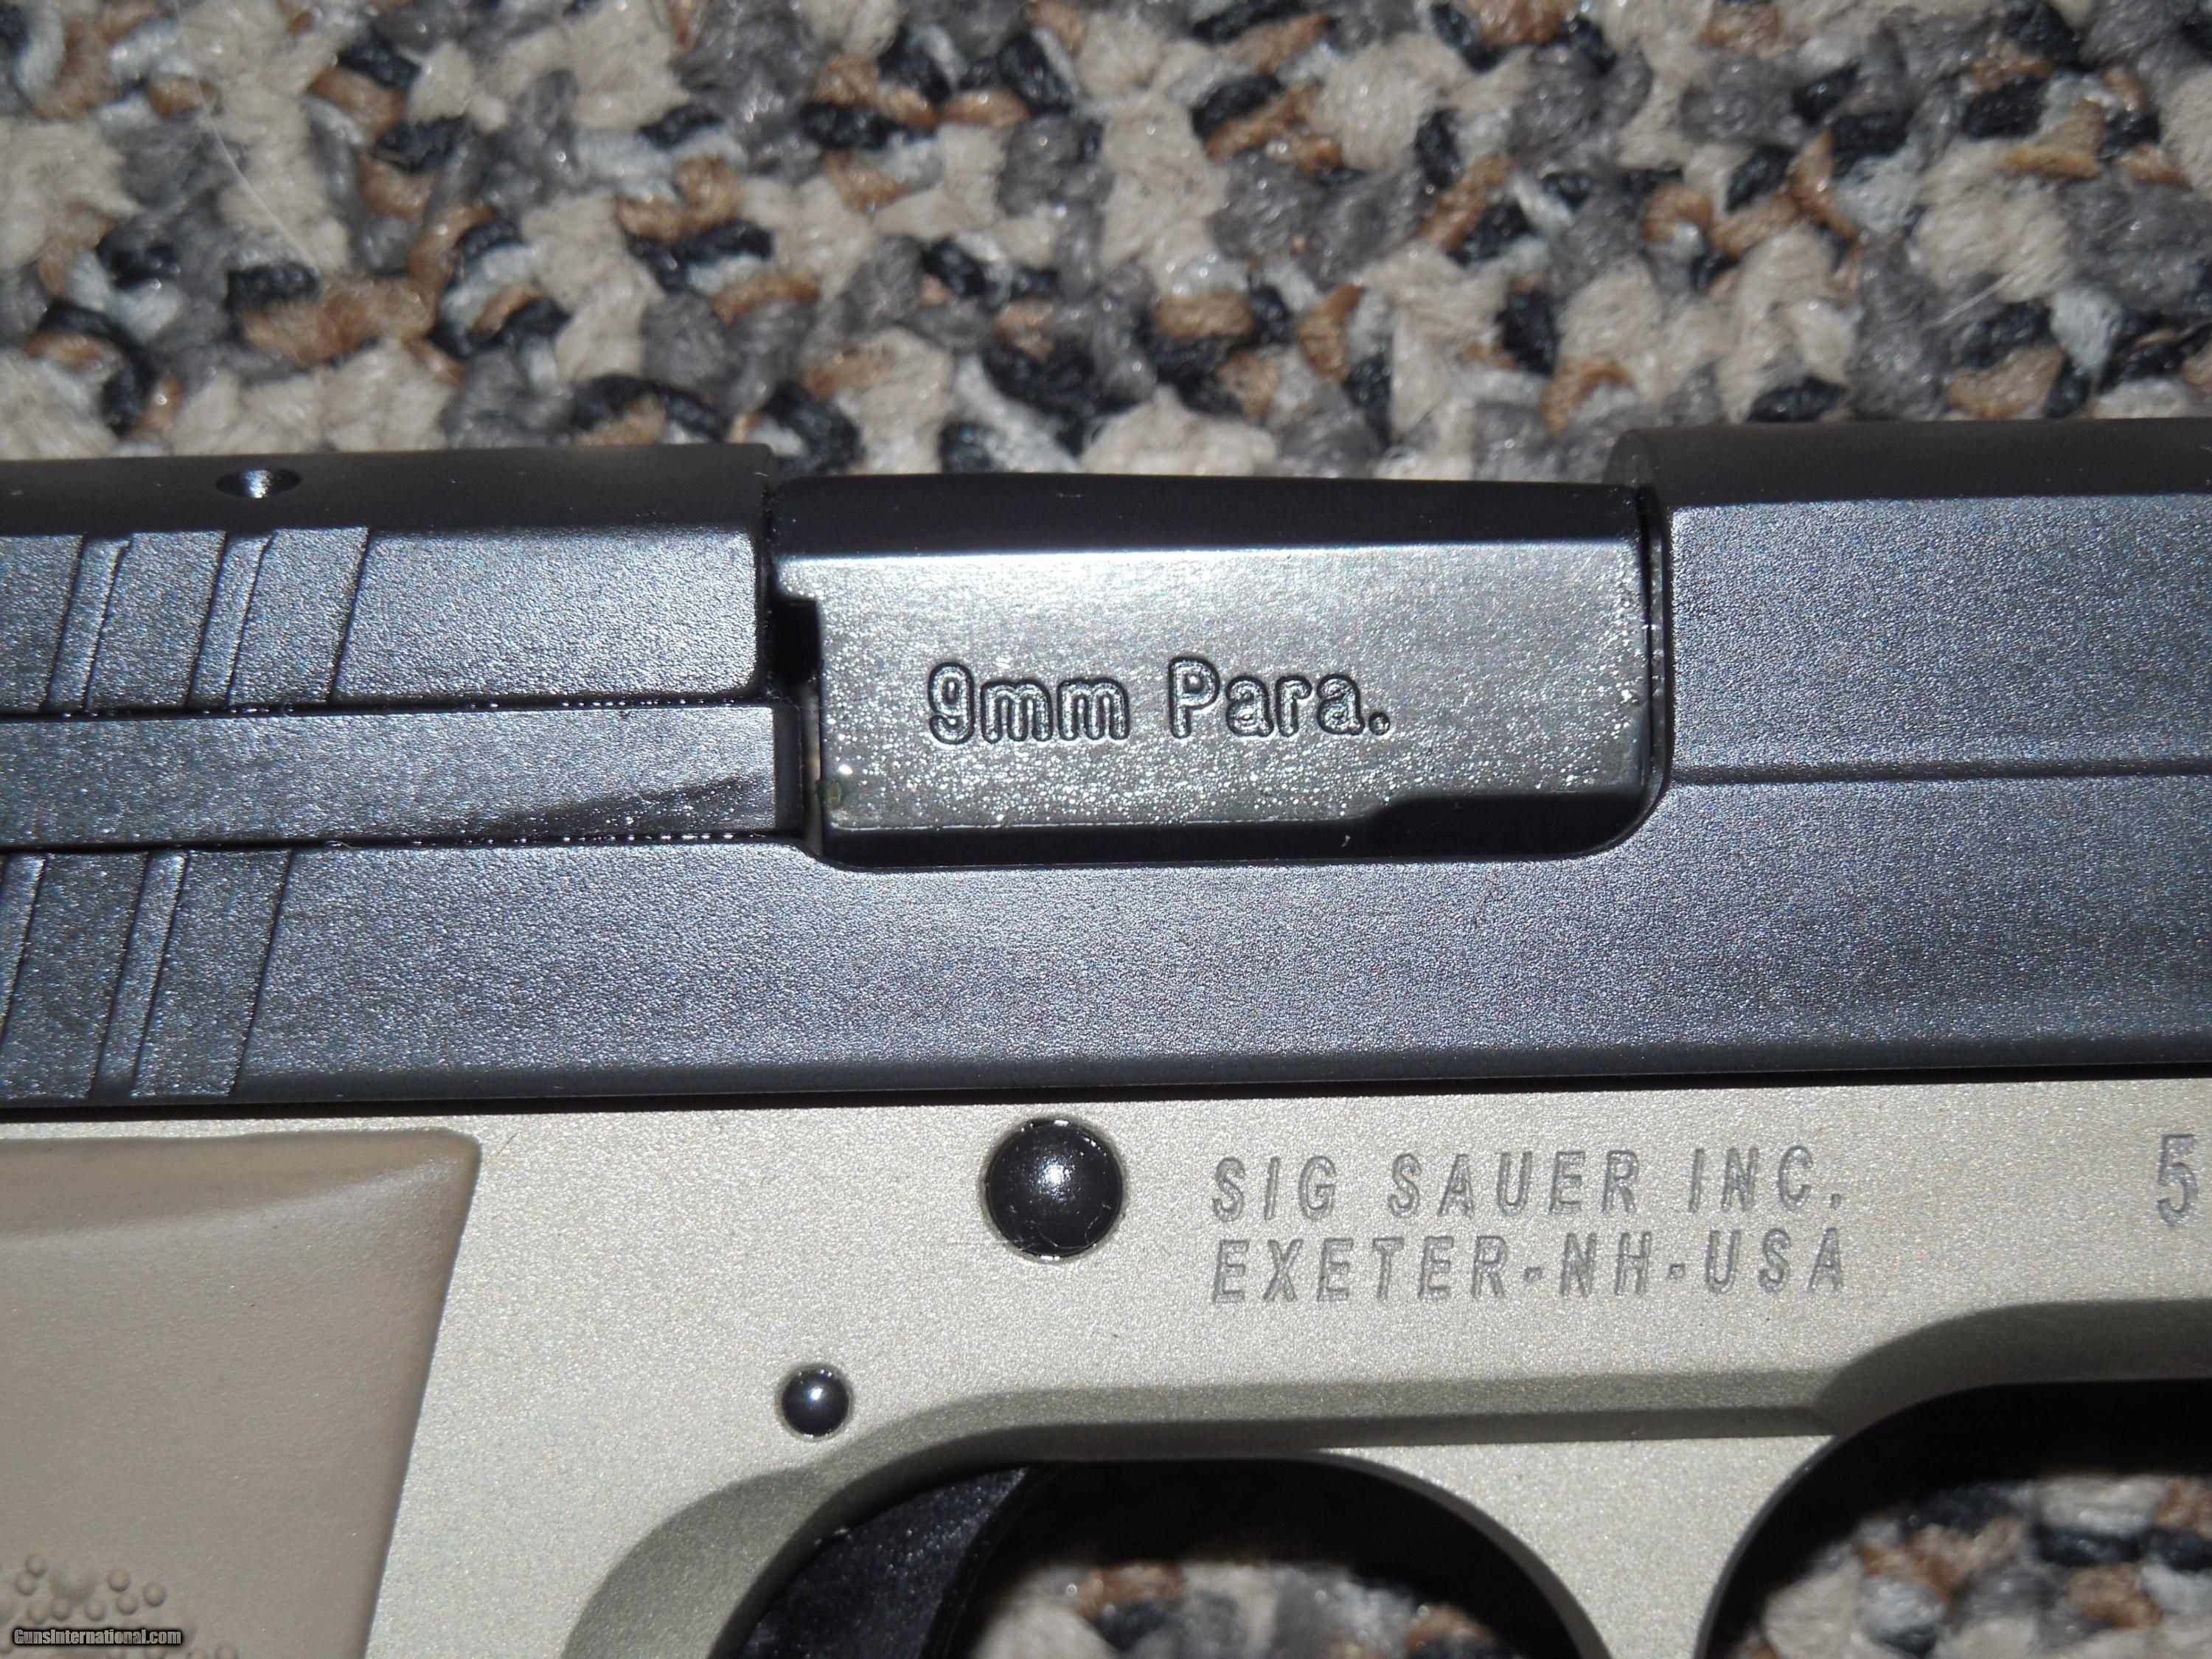 9mm Para.
SIG SAUER INC.
EXETER-NH-USA
5
GunsInternational.com